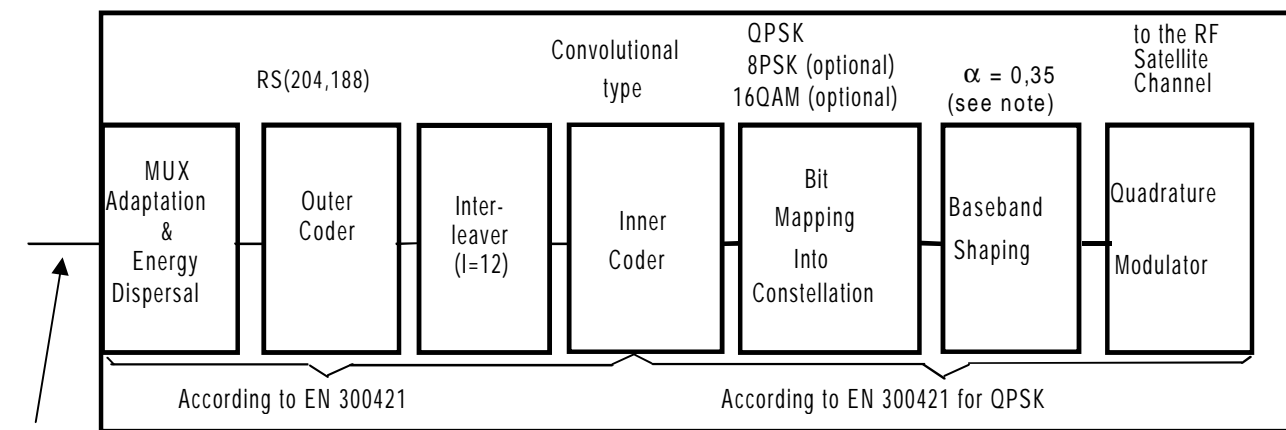 RS(204,188)
Convolutional
type
QPSK
8PSK (optional)
16QAM (optional)
α = 0,35
(see note)
to the RF
Satellite
Channel
MUX
Adaptation
&
Energy
Dispersal
Outer
Coder
Inter-
leaver
(I=12)
Inner
Coder
Bit
Mapping
Into
Constellation
Baseband
Shaping
Quadrature
Modulator
According to EN 300421
According to EN 300421 for QPSK